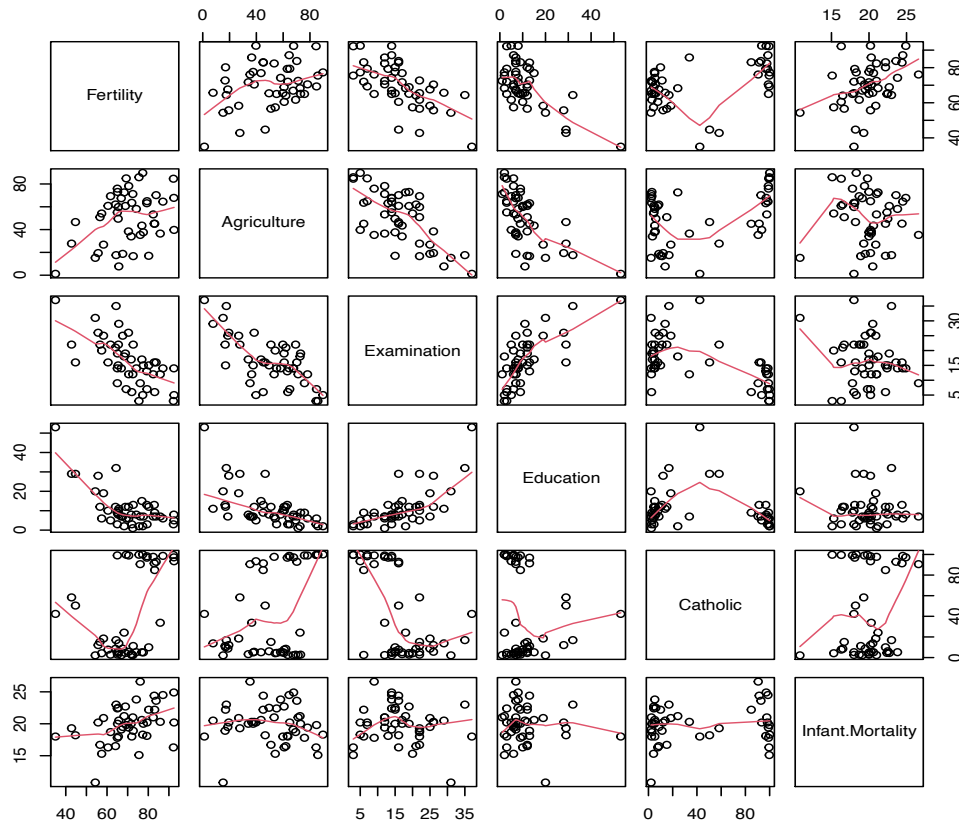 0 40 80 0 20 40 15 20 25
Fertility
40 60 80
0 40 80
Agriculture
Examination
5 15 30
0 20 40
Education
Catholic
0 40 80
15 20 25
Infant.Mortality
40 60 80 5 15 25 35 0 40 80